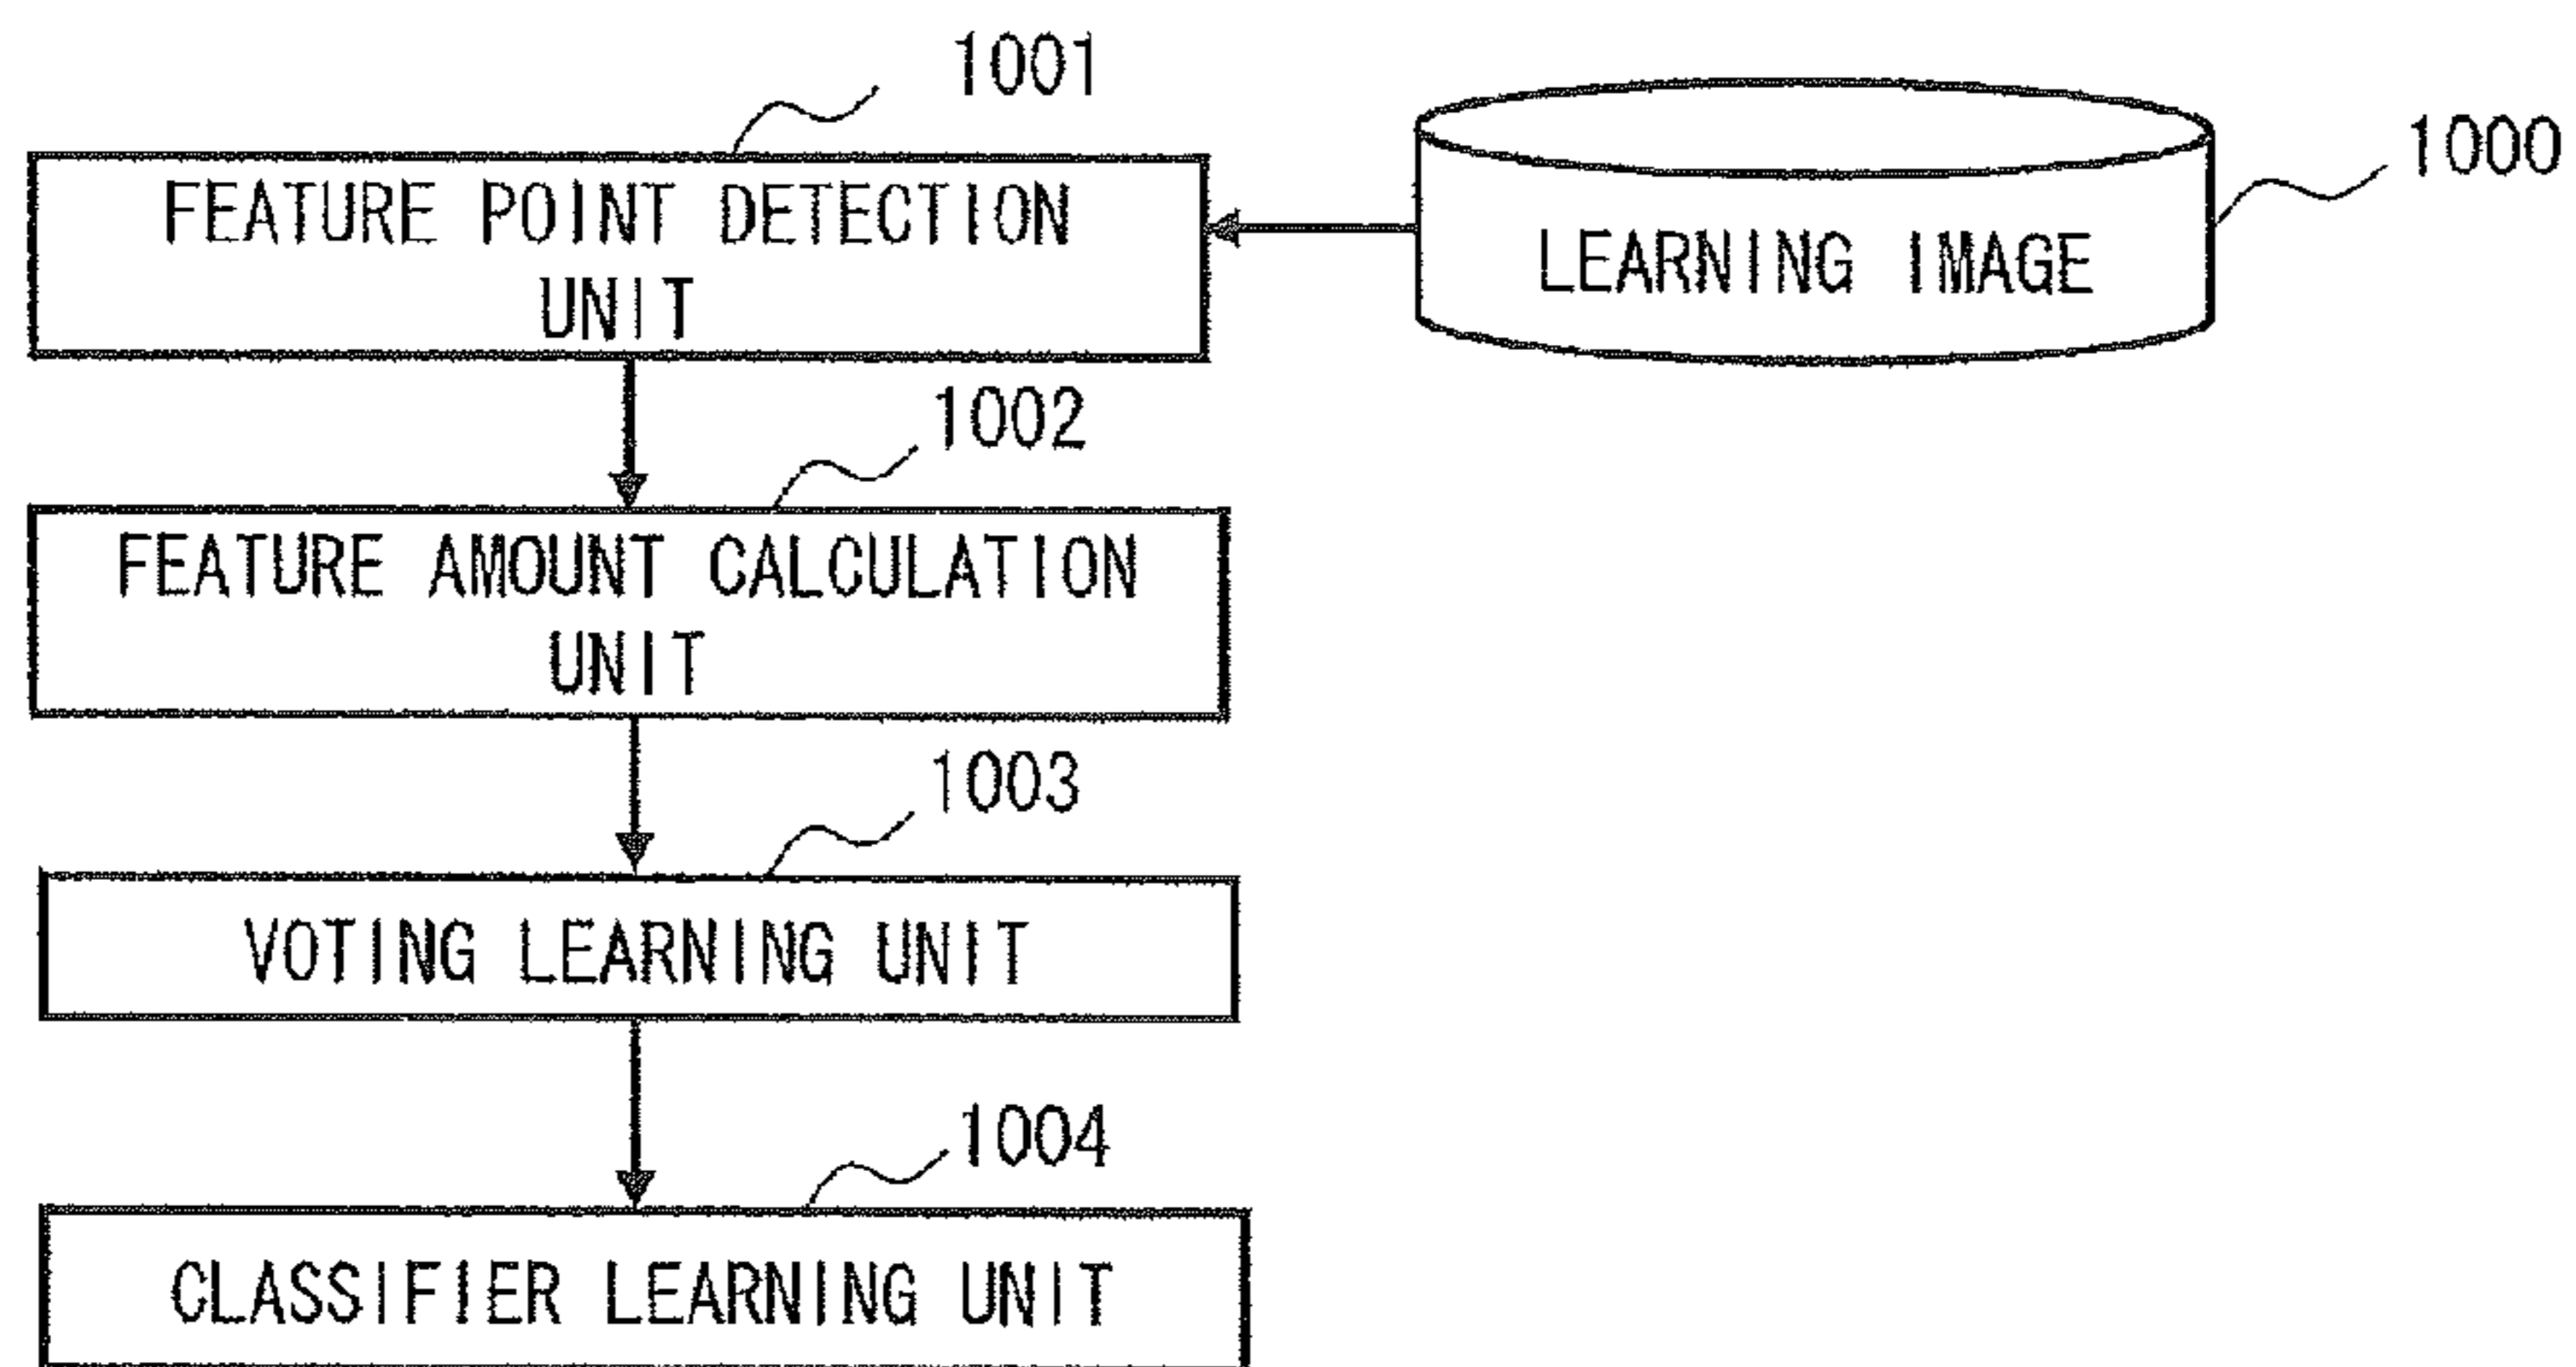 1001
1000
FEATURE POINT DETECTION
UNIT
LEARNING IMAGE
1002
FEATURE AMOUNT CALCULATION
UNIT
1003
VOTING LEARNING UNIT
1004
CLASSIFIER LEARNING UNIT